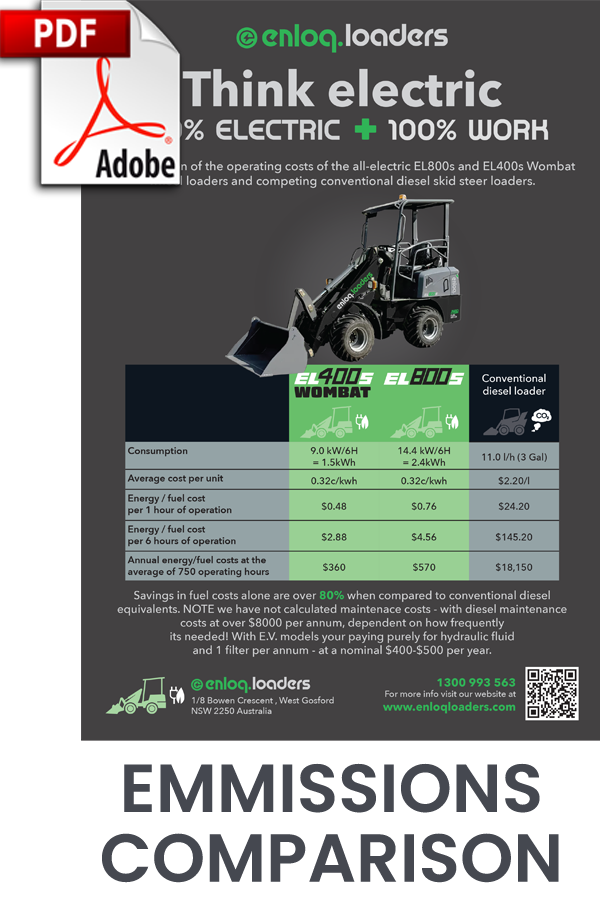 PDF
Adobe
enloq.loaders
Think electric
% ELECTRIC + 100% WORK
of the operating costs of the all-electric EL800s and EL400s Wombat
loaders and competing conventional diesel skid steer loaders.
enloq.loaders
EL400s EL800s Conventional
WOMBAT diesel loader
CO2
Consumption 9.0 kW/6H 14.4 kW/6H 11.0 l/h (3 Gal)
= 1.5kWh = 2.4kWh
Average cost per unit 0.32c/kwh 0.32c/kwh $2.20/l
Energy / fuel cost
per 1 hour of operation $0.48 $0.76 $24.20
Energy / fuel cost
per 6 hours of operation $2.88 $4.56 $145.20
Annual energy/fuel costs at the
average of 750 operating hours $360 $570 $18,150
Savings in fuel costs alone are over 80% when compared to conventional diesel
equivalents. NOTE we have not calculated maintenace costs - with diesel maintenance
costs at over $8000 per annum, dependent on how frequently
its needed! With E.V. models your paying purely for hydraulic fluid
and 1 filter per annum - at a nominal $400-$500 per year.
enloq.loaders
1/8 Bowen Crescent , West Gosford
NSW 2250 Australia
1300 993 563
For more info visit our website at
www.enloqloaders.com
EMMISSIONS
COMPARISON